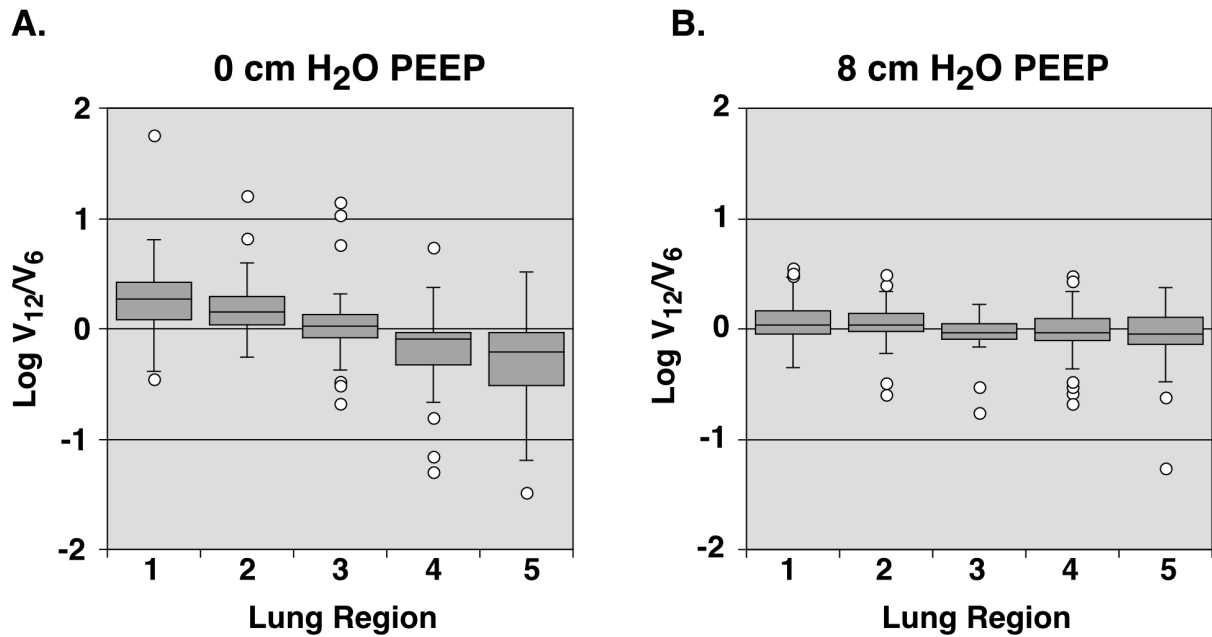 A.
0 cm H₂O PEEP
2
1
0
-1
-2
Log V₁₂/V₆
1 2 3 4 5
Lung Region
B.
8 cm H₂O PEEP
2
1
0
-1
-2
Log V₁₂/V₆
1 2 3 4 5
Lung Region